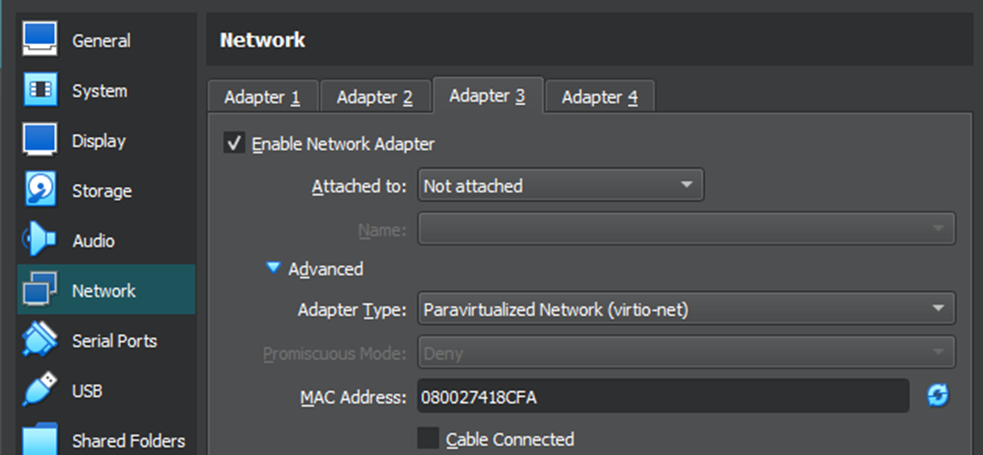 General
System
Display
Storage
Audio
Network
Serial Ports
USB
Shared Folders
Network
Adapter 1 Adapter 2 Adapter 3 Adapter 4
Enable Network Adapter
Attached to: Not attached
Name:
Advanced
Adapter Type: Paravirtualized Network (virtio-net)
Promiscuous Mode: Deny
MAC Address: 080027418CFA
Cable Connected